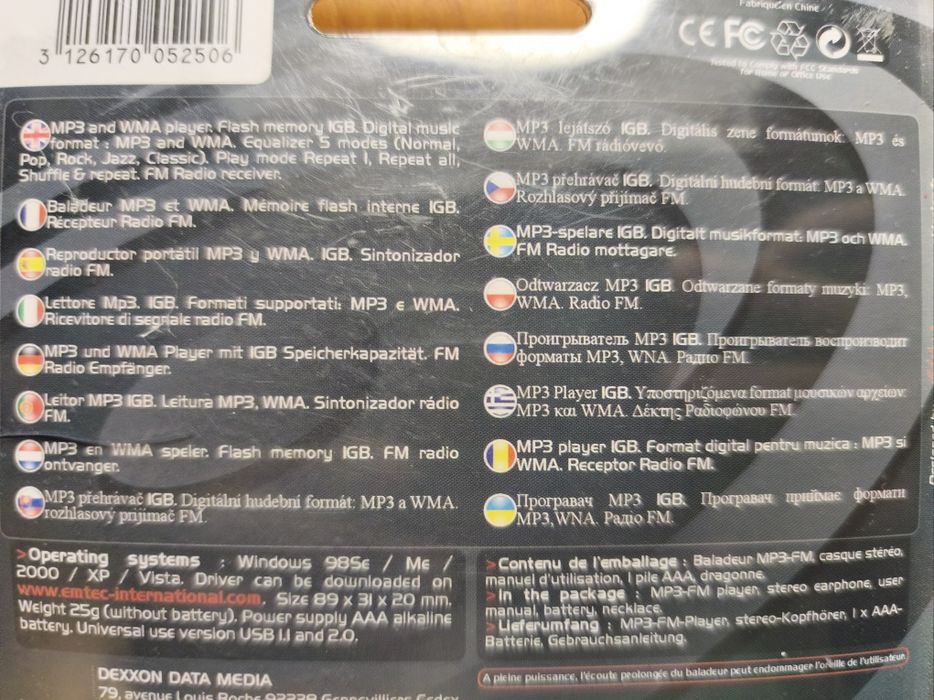 Fabriqué en Chine
CE FC
Tested to Comply with FCC Standards
for Home or Office Use
3 126170 052506
MP3 and WMA player. Flash memory 1GB. Digital music
format : MP3 and WMA. Equalizer 5 modes (Normal,
Pop, Rock, Jazz, Classic). Play mode Repeat 1, Repeat all,
Shuffle & repeat. FM Radio receiver.
Baladeur MP3 et WMA. Mémoire flash interne 1GB.
Récepteur Radio FM.
Reproductor portátil MP3 y WMA. 1GB. Sintonizador
radio FM.
Lettore Mp3. 1GB. Formati supportati: MP3 e WMA.
Ricevitore di segnale radio FM.
MP3 und WMA Player mit 1GB Speicherkapazität. FM
Radio Empfänger.
Leitor MP3 1GB. Leitura MP3, WMA. Sintonizador rádio
FM.
MP3 en WMA speler. Flash memory 1GB. FM radio
ontvanger.
MP3 přehrávač 1GB. Digitálni hudební formát: MP3 a WMA.
rozhlasový prijímač FM.
MP3 lejátszó 1GB. Digitális zene formátumok: MP3 és
WMA. FM rádióvevő.
MP3 přehrávač 1GB. Digitální hudební formát: MP3 a WMA.
Rozhlasový přijímač FM.
MP3-spelare 1GB. Digitalt musikformat: MP3 och WMA.
FM Radio mottagare.
Odtwarzacz MP3 1GB. Odtwarzane formaty muzyki: MP3,
WMA. Radio FM.
Проигрыватель MP3 1GB. Проигрыватель воспроизводит
форматы MP3, WNA. Радио FM.
MP3 Player 1GB. Υποστηριζόμενα format μουσικών αρχείων
MP3 και WMA. Δέκτης Ραδιοφώνου FM.
MP3 player 1GB. Format digital pentru muzica : MP3 si
WMA. Receptor Radio FM.
Програвач MP3 1GB. Програвач приймає формати
MP3,WNA. Радіо FM.
>Operating systems : Windows 98Se / Me /
2000 / XP / Vista. Driver can be downloaded on
www.emtec-international.com. Size 89 x 31 x 20 mm.
Weight 25g (without battery). Power supply AAA alkaline
battery. Universal use version USB 1.1 and 2.0.
>Contenu de l'emballage : Baladeur MP3-FM, casque stéréo,
manuel d'utilisation, 1 pile AAA, dragonne.
>In the package : MP3-FM player, stereo earphone, user
manual, battery, necklace.
>Lieferumfang : MP3-FM-Player, stereo-Kopfhörer, 1 x AAA-
Batterie, Gebrauchsanleitung.
A pleine puissance, l'écoute prolongée du baladeur peut endommager l'oreille de l'utilisateur.
DEXXON DATA MEDIA
79, avenue Louis Roche 92238 Gennevilliers Cedex